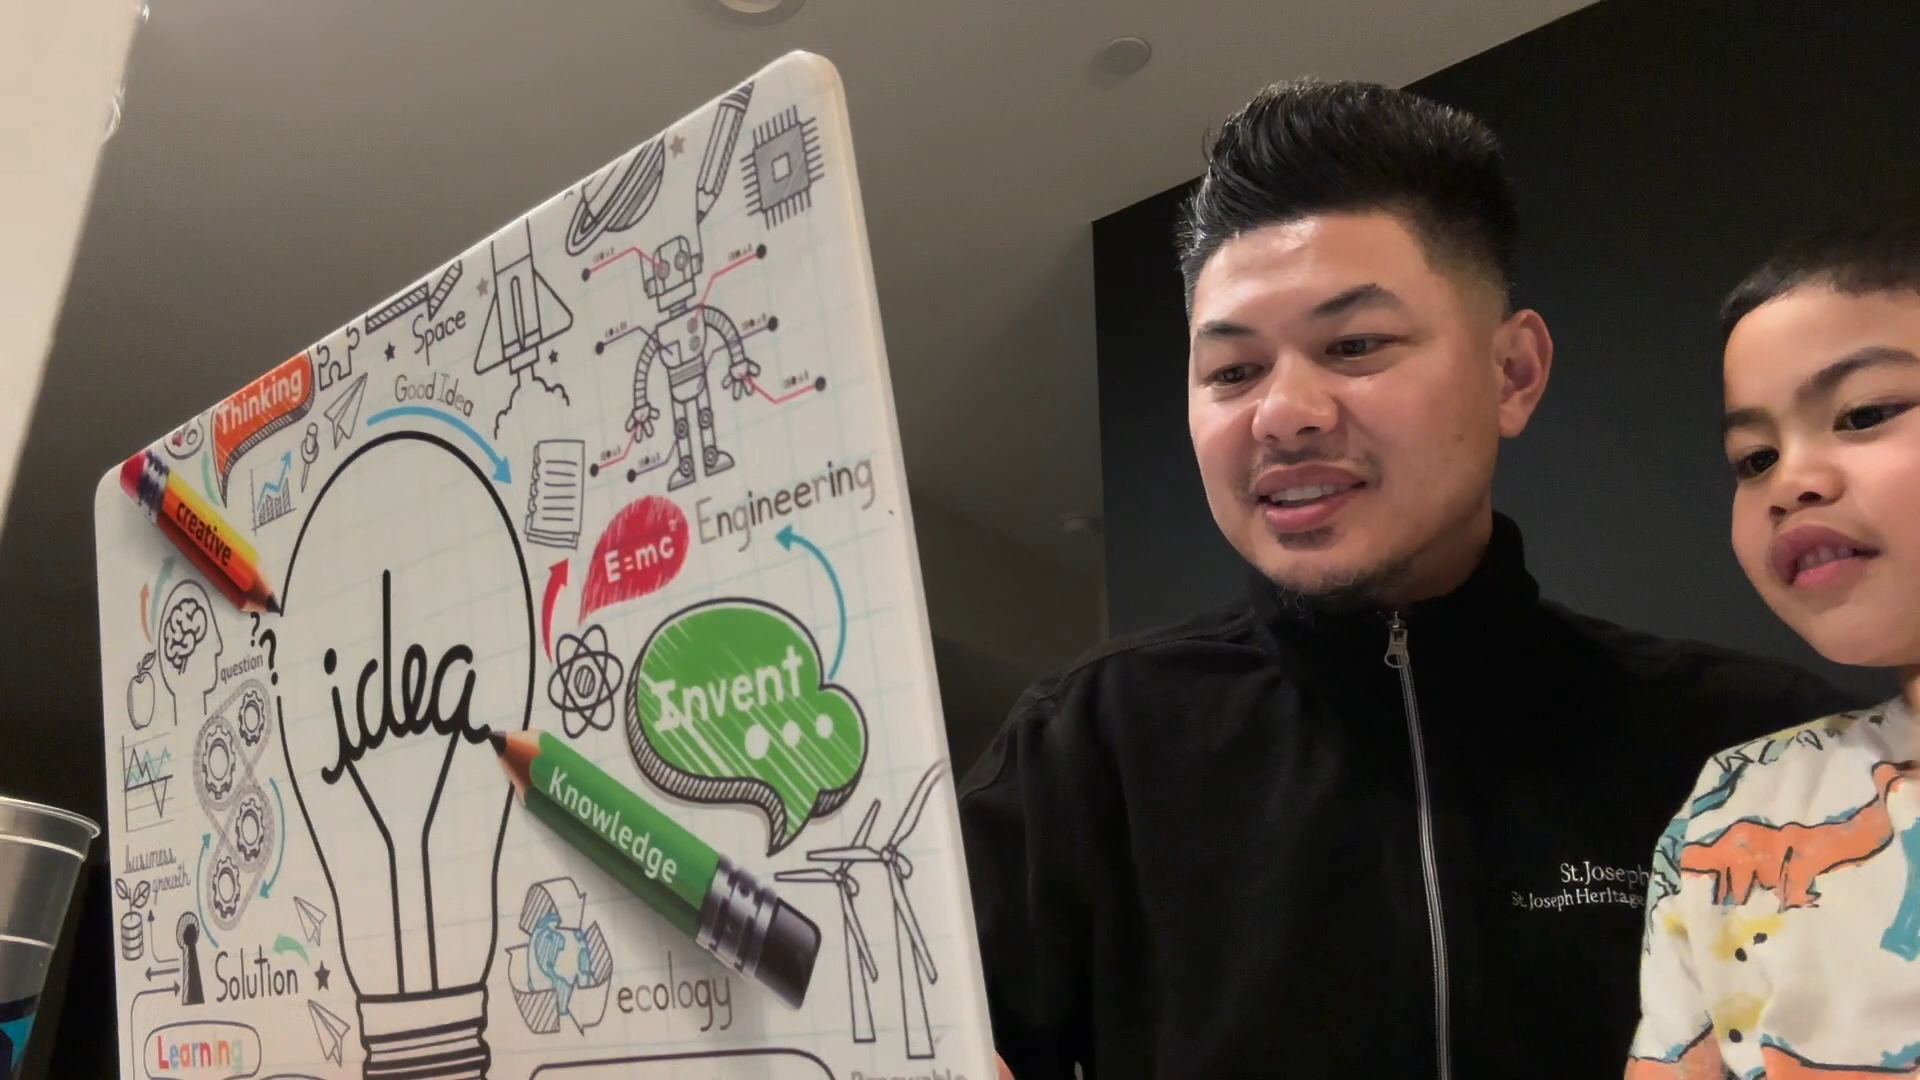 Space
Thinking
Good Idea
creative
Engineering
E=mc²
question
idea
Invent
Knowledge
business
growth
Solution
ecology
Learning
Renewable
St.Joseph
St.Joseph Heritage